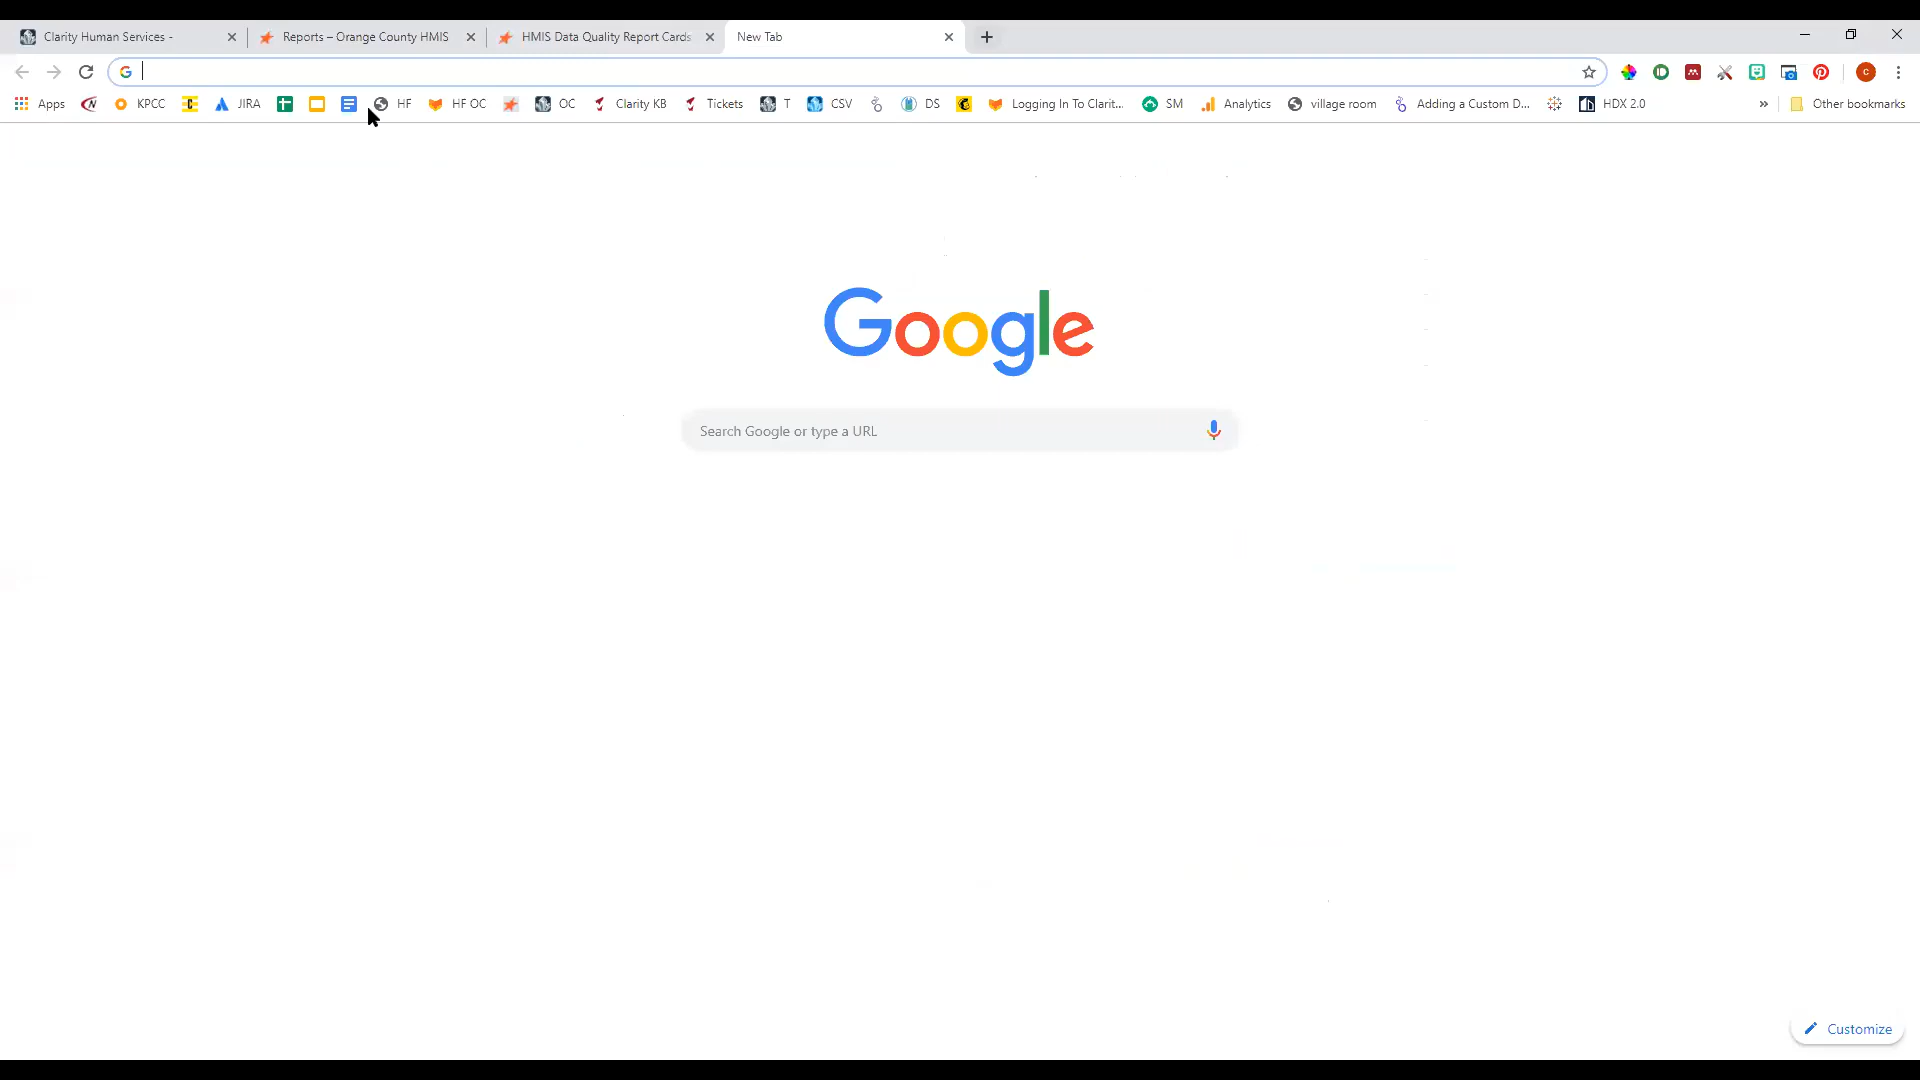 Clarity Human Services -
Reports – Orange County HMIS
HMIS Data Quality Report Cards
New Tab
Apps
KPCC
JIRA
HF
HF OC
OC
Clarity KB
Tickets
T
CSV
DS
Logging In To Clarit...
SM
Analytics
village room
Adding a Custom D...
HDX 2.0
»
Other bookmarks
Google
Search Google or type a URL
Customize